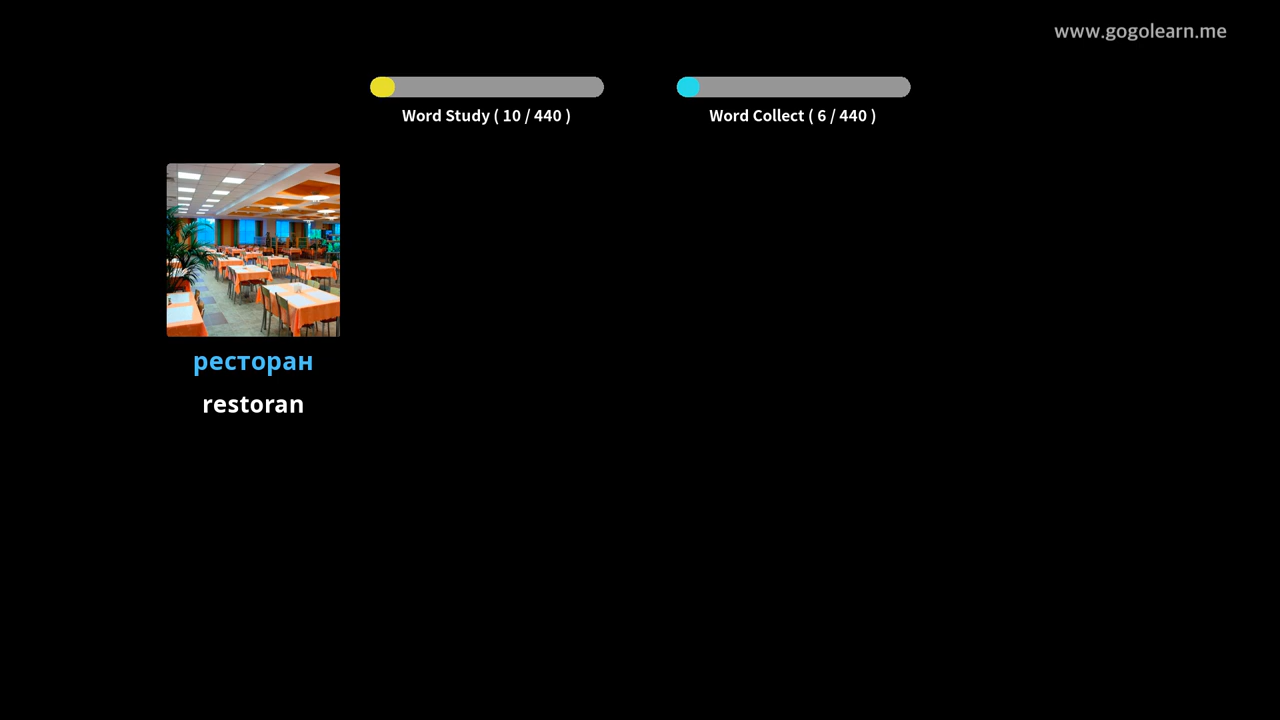 www.gogolearn.me
Word Study ( 10 / 440 )
Word Collect ( 6 / 440 )
ресторан
restoran